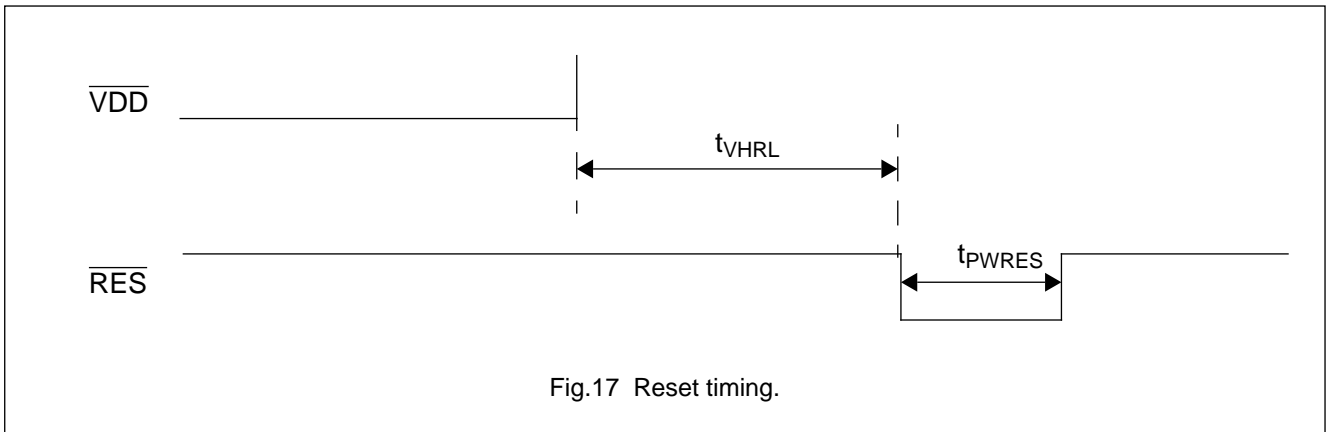 VDD
tVHRL
tPWRES
RES
Fig.17 Reset timing.